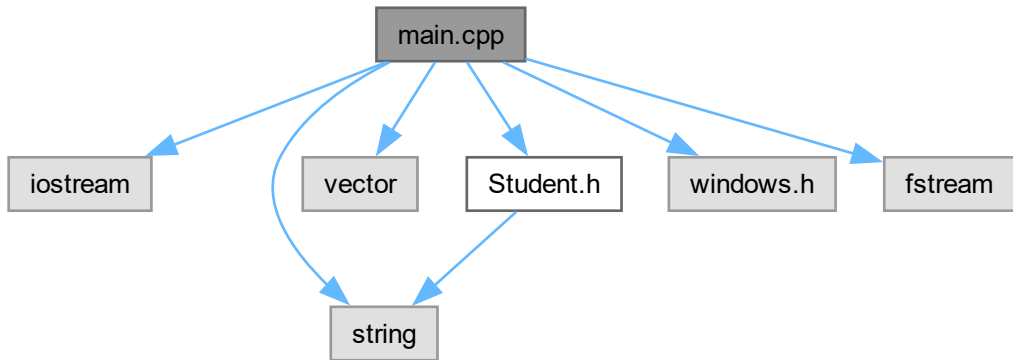 main.cpp
iostream
vector
Student.h
windows.h
fstream
string